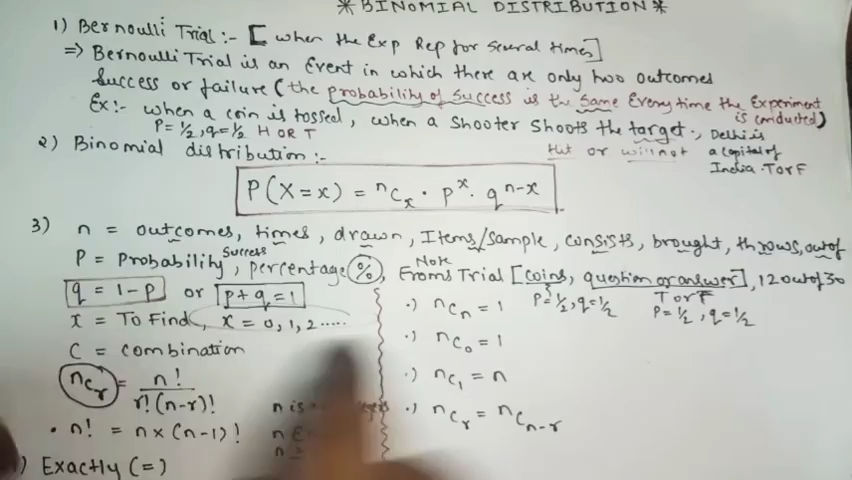 *BINOMIAL DISTRIBUTION*
1) Bernoulli Trial :- [ when the Exp Rep for several times]
=> Bernoulli Trial is an Event in which there are only two outcomes
success or failure ( the probability of success is the same Every time the Experiment is conducted)
Ex:- when a coin is tossed, when a shooter shoots the target., Delhi is a capital of India. T or F
P=1/2, q=1/2 H OR T
Hit or will not
2) Binomial distribution :-
P(X=x) = ⁿCₓ · pˣ · qⁿ⁻ˣ
3) n = outcomes, times, drawn, Items/sample, consists, brought, throws, out of
P = Probability, Success percentage (%), From Trial [coins, question or answer], 12 out of 30
Note
q = 1-p or p+q=1
P=1/2, q=1/2
T or F
P=1/2, q=1/2
x = To Find, x = 0, 1, 2 .....
C = combination
nCr = n! / r!(n-r)!
• n! = n×(n-1)!
n is
n
n
.) nCn = 1
.) nC0 = 1
.) nC1 = n
.) nCr = nCn-r
) Exactly (=)